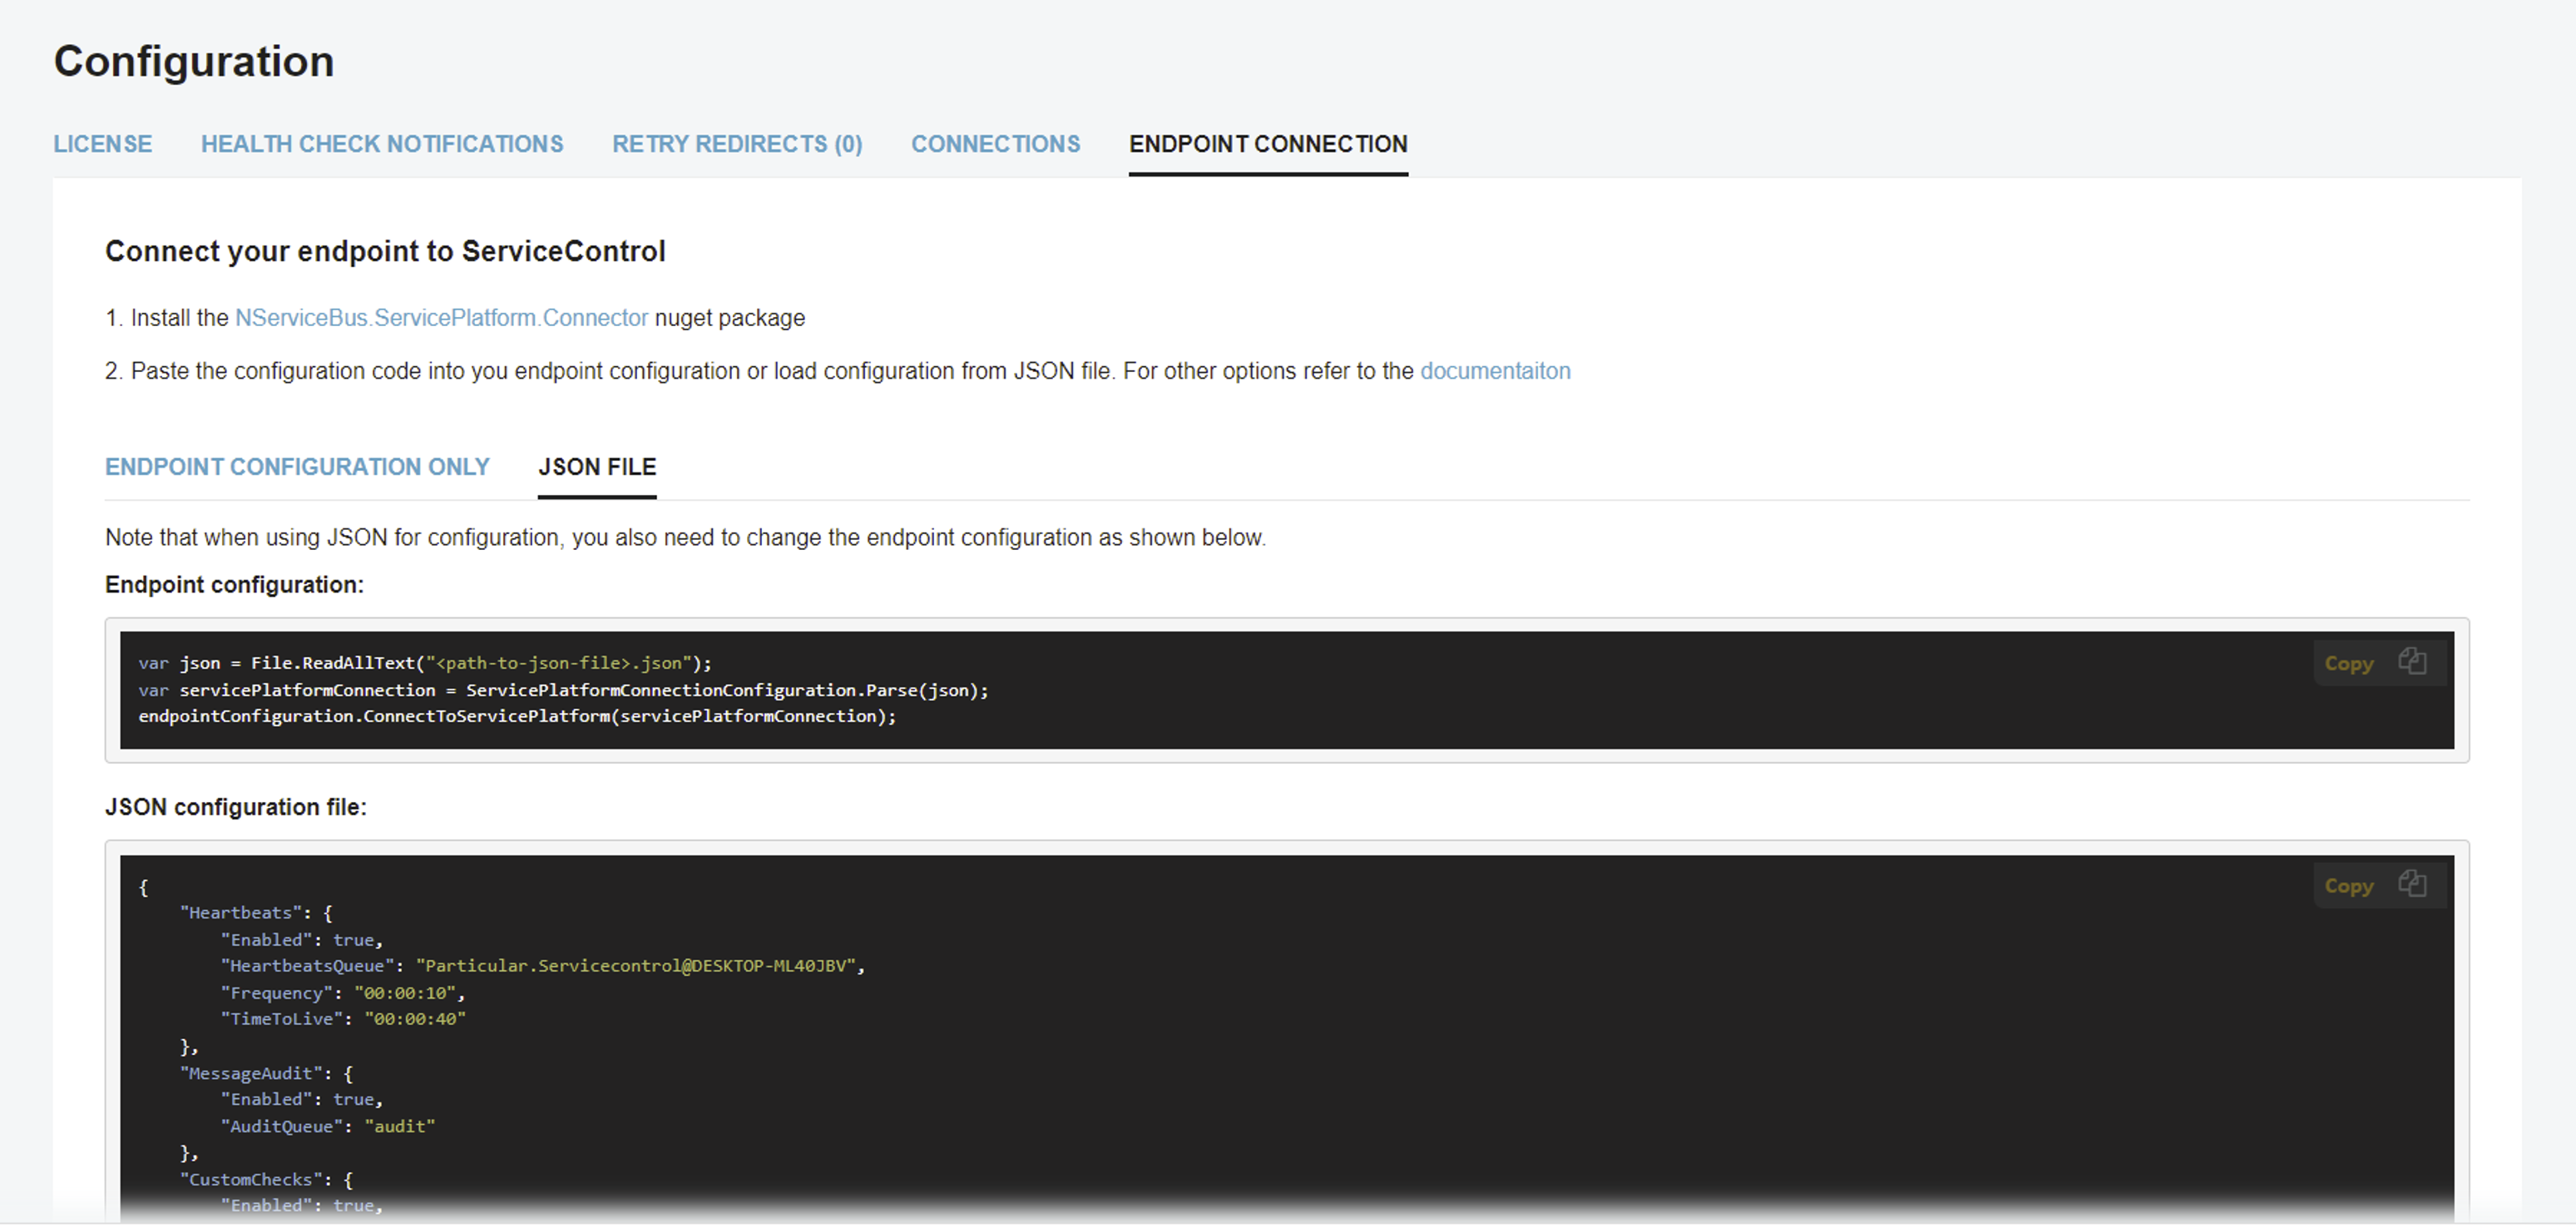 Configuration
LICENSE HEALTH CHECK NOTIFICATIONS RETRY REDIRECTS (0) CONNECTIONS ENDPOINT CONNECTION
Connect your endpoint to ServiceControl
1. Install the NServiceBus.ServicePlatform.Connector nuget package
2. Paste the configuration code into you endpoint configuration or load configuration from JSON file. For other options refer to the documentaiton
ENDPOINT CONFIGURATION ONLY JSON FILE
Note that when using JSON for configuration, you also need to change the endpoint configuration as shown below.
Endpoint configuration:
Copy
var json = File.ReadAllText("<path-to-json-file>.json");
var servicePlatformConnection = ServicePlatformConnectionConfiguration.Parse(json);
endpointConfiguration.ConnectToServicePlatform(servicePlatformConnection);
JSON configuration file:
Copy
{
"Heartbeats": {
"Enabled": true,
"HeartbeatsQueue": "Particular.Servicecontrol@DESKTOP-ML40JBV",
"Frequency": "00:00:10",
"TimeToLive": "00:00:40"
},
"MessageAudit": {
"Enabled": true,
"AuditQueue": "audit"
},
"CustomChecks": {
"Enabled": true,